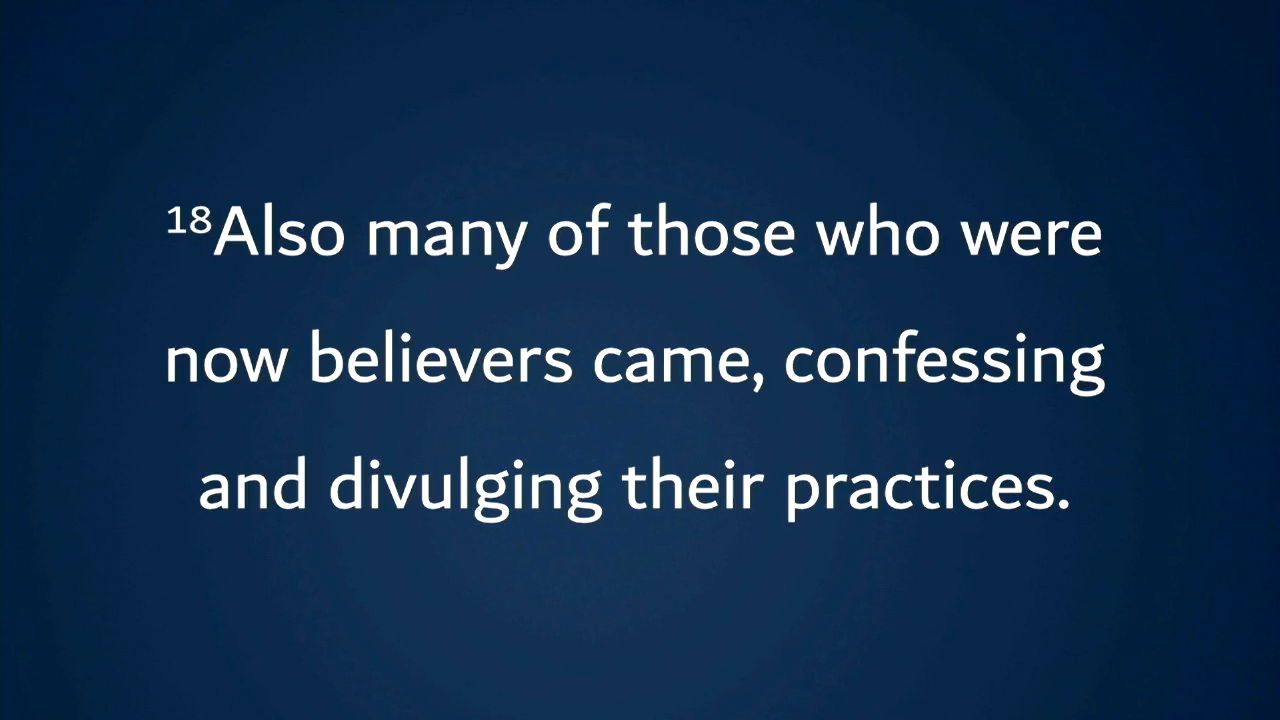 ¹⁸Also many of those who were
now believers came, confessing
and divulging their practices.